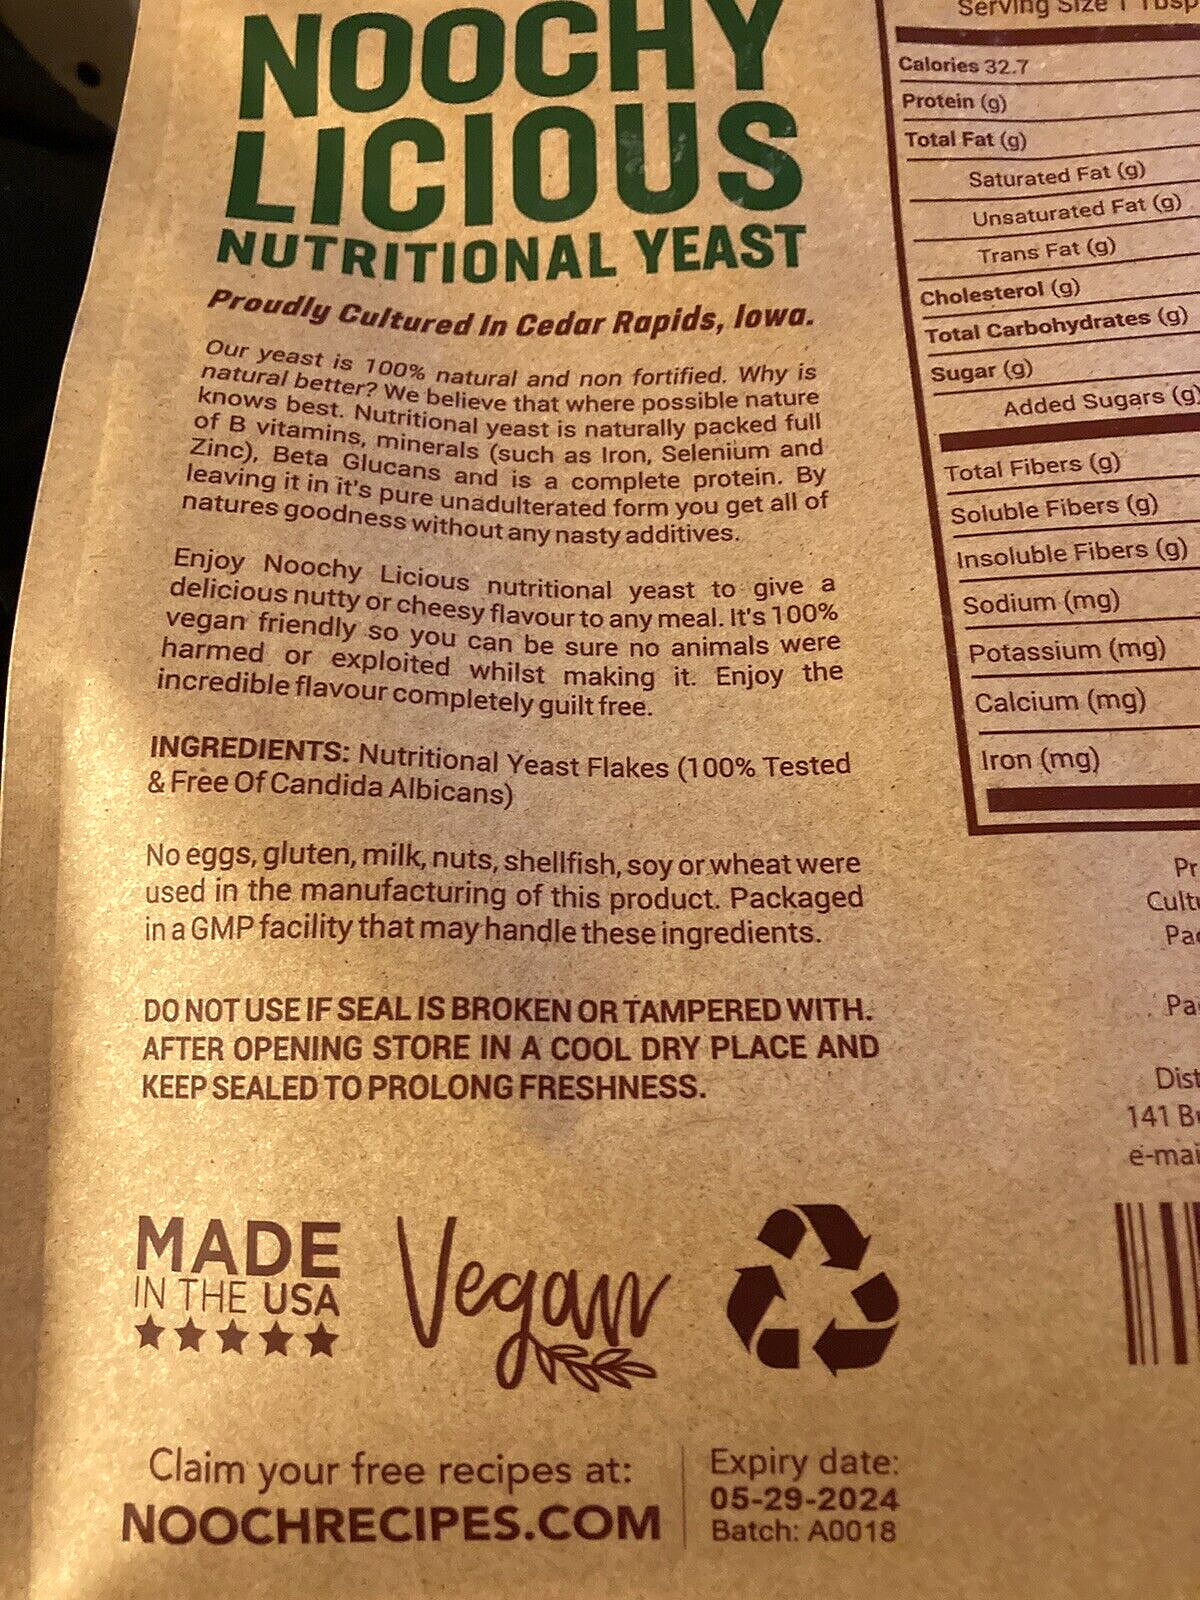 NOOCHY
LICIOUS
NUTRITIONAL YEAST
Proudly Cultured In Cedar Rapids, Iowa.
Our yeast is 100% natural and non fortified. Why is
natural better? We believe that where possible nature
knows best. Nutritional yeast is naturally packed full
of B vitamins, minerals (such as Iron, Selenium and
Zinc), Beta Glucans and is a complete protein. By
leaving it in it's pure unadulterated form you get all of
natures goodness without any nasty additives.
Enjoy Noochy Licious nutritional yeast to give a
delicious nutty or cheesy flavour to any meal. It's 100%
vegan friendly so you can be sure no animals were
harmed or exploited whilst making it. Enjoy the
incredible flavour completely guilt free.
INGREDIENTS: Nutritional Yeast Flakes (100% Tested
& Free Of Candida Albicans)
No eggs, gluten, milk, nuts, shellfish, soy or wheat were
used in the manufacturing of this product. Packaged
in a GMP facility that may handle these ingredients.
DO NOT USE IF SEAL IS BROKEN OR TAMPERED WITH.
AFTER OPENING STORE IN A COOL DRY PLACE AND
KEEP SEALED TO PROLONG FRESHNESS.
MADE
IN THE USA
Vegan
Claim your free recipes at:
NOOCHRECIPES.COM
Expiry date:
05-29-2024
Batch: A0018
Serving Size 1 Tbsp
Calories 32.7
Protein (g)
Total Fat (g)
Saturated Fat (g)
Unsaturated Fat (g)
Trans Fat (g)
Cholesterol (g)
Total Carbohydrates (g)
Sugar (g)
Added Sugars (g)
Total Fibers (g)
Soluble Fibers (g)
Insoluble Fibers (g)
Sodium (mg)
Potassium (mg)
Calcium (mg)
Iron (mg)
141